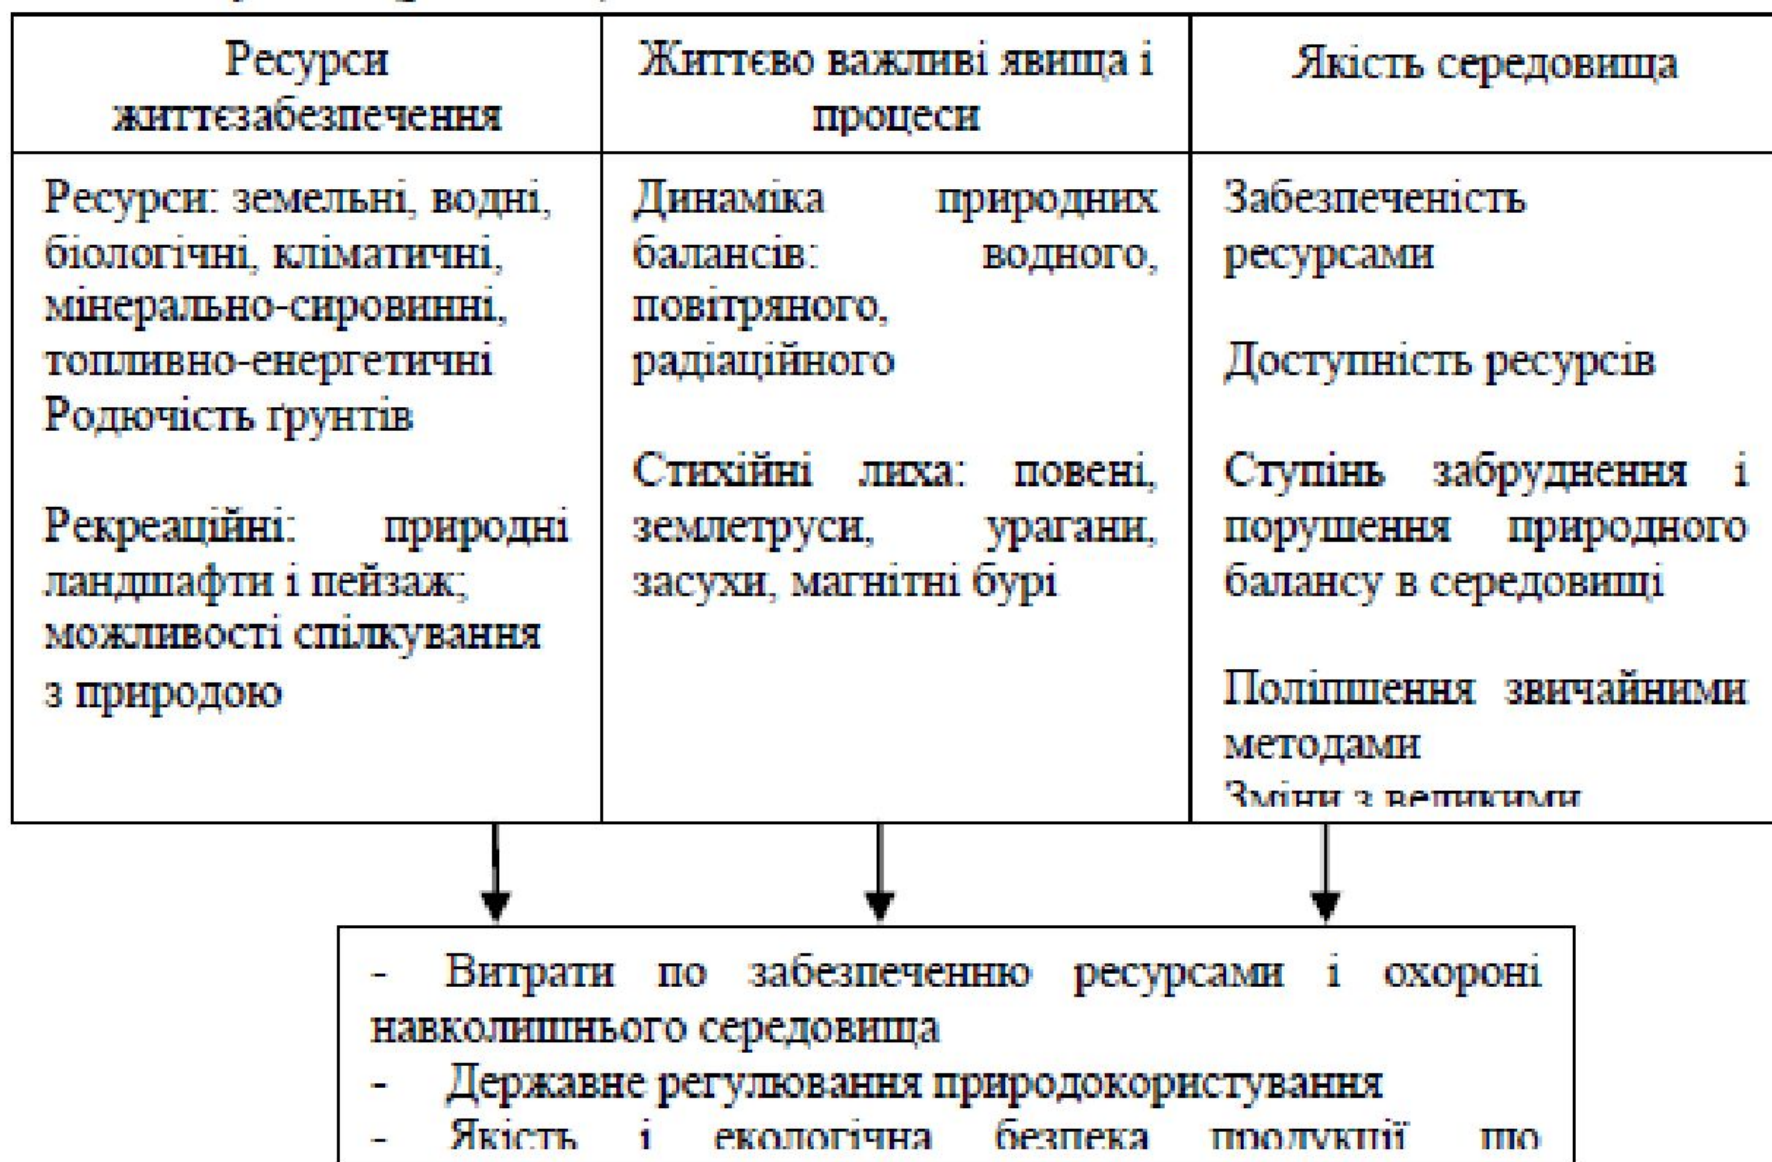 Ресурси
життєзабезпечення
Життєво важливі явища і
процеси
Якість середовища
Ресурси: земельні, водні,
біологічні, кліматичні,
мінерально-сировинні,
топливно-енергетичні
Родючість ґрунтів
Рекреаційні: природні
ландшафти і пейзаж;
можливості спілкування
з природою
Динаміка природних
балансів: водного,
повітряного,
радіаційного
Стихійні лиха: повені,
землетруси, урагани,
засухи, магнітні бурі
Забезпеченість
ресурсами
Доступність ресурсів
Ступінь забруднення і
порушення природного
балансу в середовищі
Поліпшення звичайними
методами
Зміни з великими
- Витрати по забезпеченню ресурсами і охороні
навколишнього середовища
- Державне регулювання природокористування
- Якість і екологічна безпека продукції що